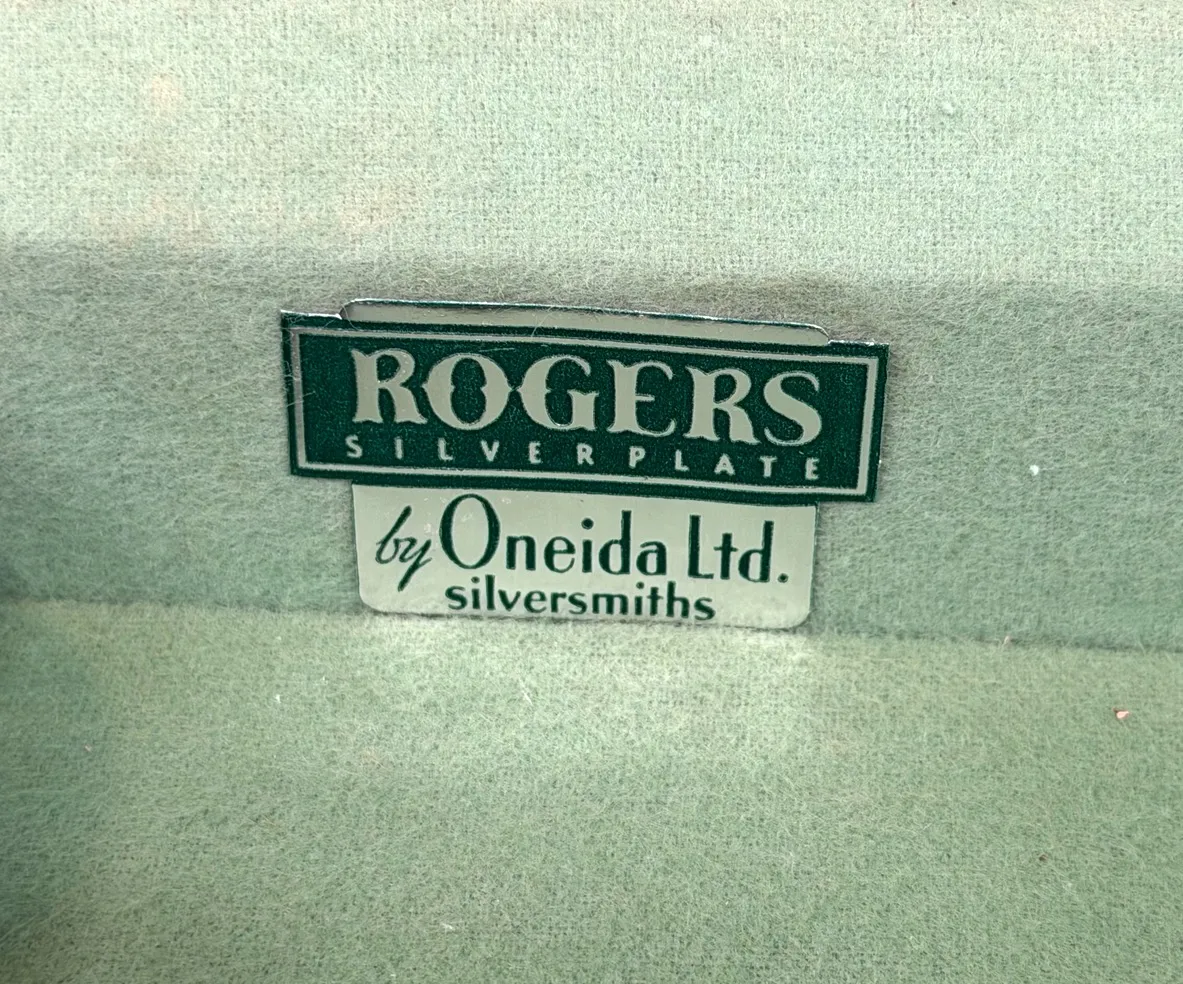 ROGERS
SILVERPLATE
by Oneida Ltd.
silversmiths